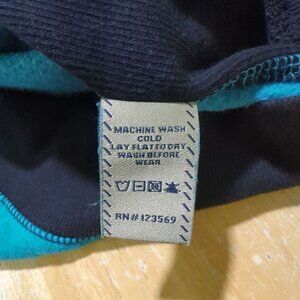 MACHINE WASH
COLD
LAY FLAT TO DRY
WASH BEFORE
WEAR
RN#123569